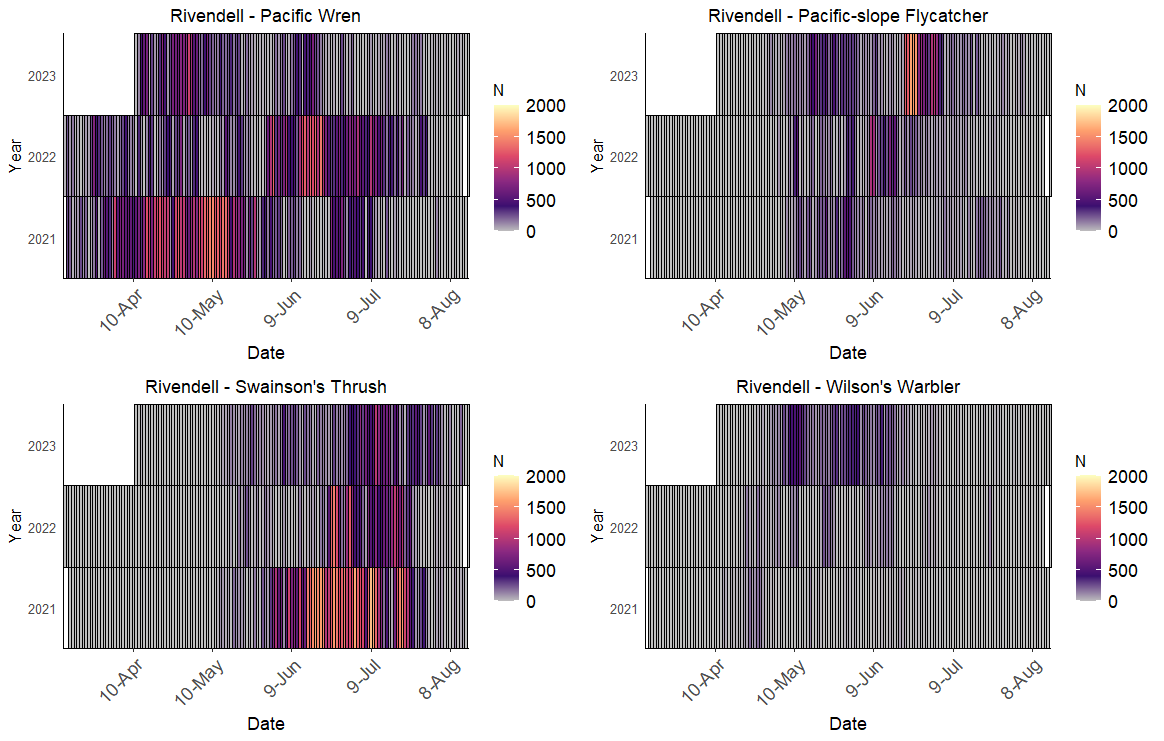 Rivendell - Pacific Wren
Year
2023
2022
2021
10-Apr
10-May
9-Jun
9-Jul
8-Aug
Date
N
2000
1500
1000
500
0
Rivendell - Pacific-slope Flycatcher
Year
2023
2022
2021
10-Apr
10-May
9-Jun
9-Jul
8-Aug
Date
N
2000
1500
1000
500
0
Rivendell - Swainson's Thrush
Year
2023
2022
2021
10-Apr
10-May
9-Jun
9-Jul
8-Aug
Date
N
2000
1500
1000
500
0
Rivendell - Wilson's Warbler
Year
2023
2022
2021
10-Apr
10-May
9-Jun
9-Jul
8-Aug
Date
N
2000
1500
1000
500
0